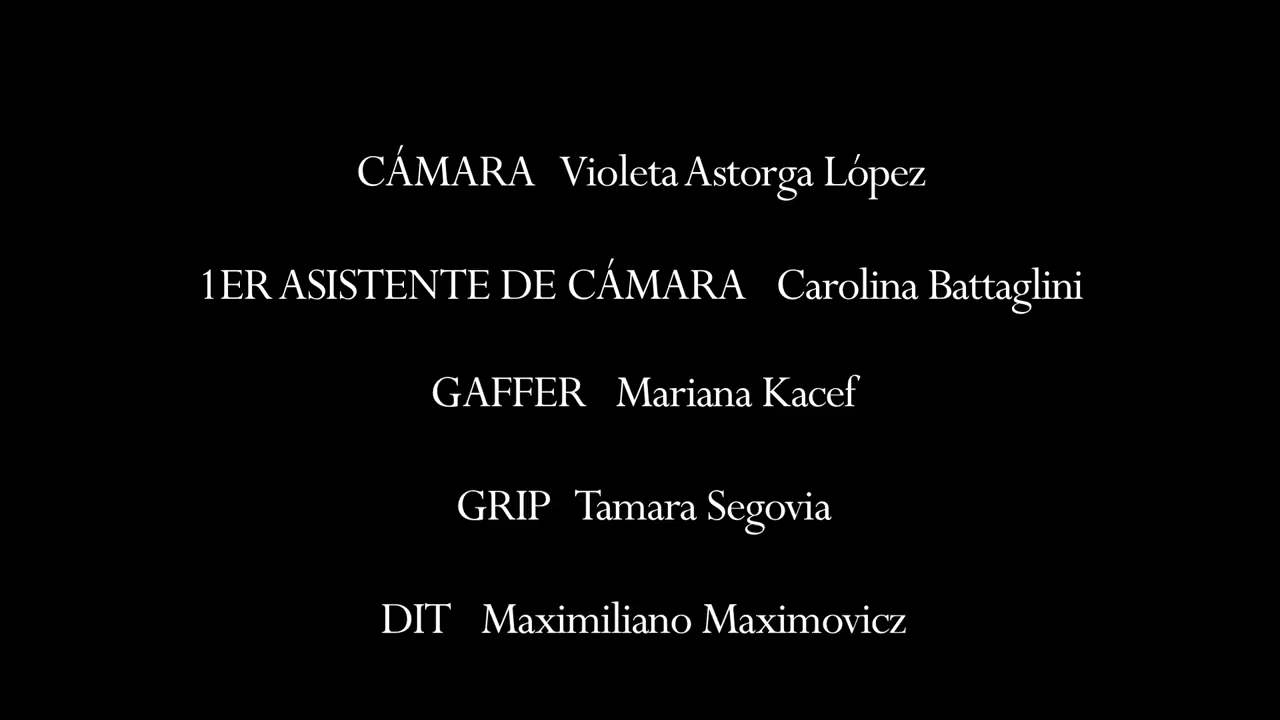 CÁMARA Violeta Astorga López
1ER ASISTENTE DE CÁMARA Carolina Battaglini
GAFFER Mariana Kacef
GRIP Tamara Segovia
DIT Maximiliano Maximovicz